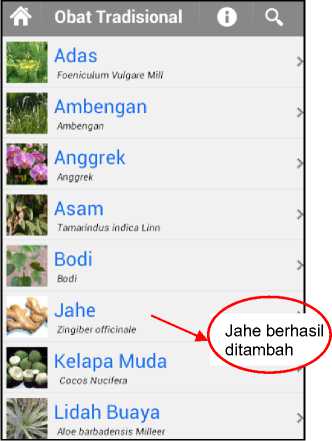 Obat Tradisional
Adas
Foeniculum Vulgare Mill
Ambengan
Ambengan
Anggrek
Anggrek
Asam
Tamarindus indica Linn
Bodi
Bodi
Jahe
Zingiber officinale
Jahe berhasil
ditambah
Kelapa Muda
Cocos Nucifera
Lidah Buaya
Aloe barbadensis Milleer